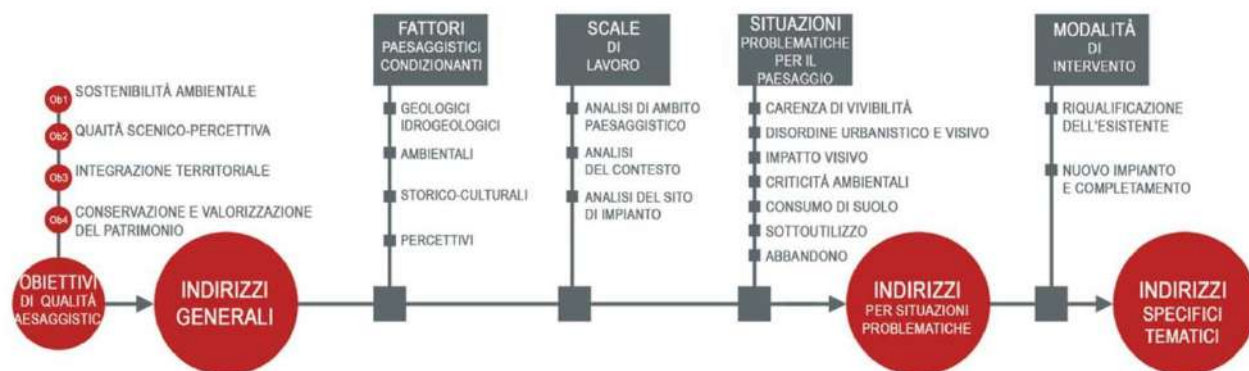 Ob1
SOSTENIBILITÀ AMBIENTALE
Ob2
QUAITÀ SCENICO-PERCETTIVA
Ob3
INTEGRAZIONE TERRITORIALE
Ob4
CONSERVAZIONE E VALORIZZAZIONE
DEL PATRIMONIO
OBIETTIVI
DI QUALITÀ
AESAGGISTIC
INDIRIZZI
GENERALI
FATTORI
PAESAGGISTICI
CONDIZIONANTI
GEOLOGICI
IDROGEOLOGICI
AMBIENTALI
STORICO-CULTURALI
PERCETTIVI
SCALE
DI
LAVORO
ANALISI DI AMBITO
PAESAGGISTICO
ANALISI
DEL CONTESTO
ANALISI DEL SITO
DI IMPIANTO
SITUAZIONI
PROBLEMATICHE
PER IL
PAESAGGIO
CARENZA DI VIVIBILITÀ
DISORDINE URBANISTICO E VISIVO
IMPATTO VISIVO
CRITICITÀ AMBIENTALI
CONSUMO DI SUOLO
SOTTOUTILIZZO
ABBANDONO
INDIRIZZI
PER SITUAZIONI
PROBLEMATICHE
MODALITÀ
DI
INTERVENTO
RIQUALIFICAZIONE
DELL'ESISTENTE
NUOVO IMPIANTO
E COMPLETAMENTO
INDIRIZZI
SPECIFICI
TEMATICI